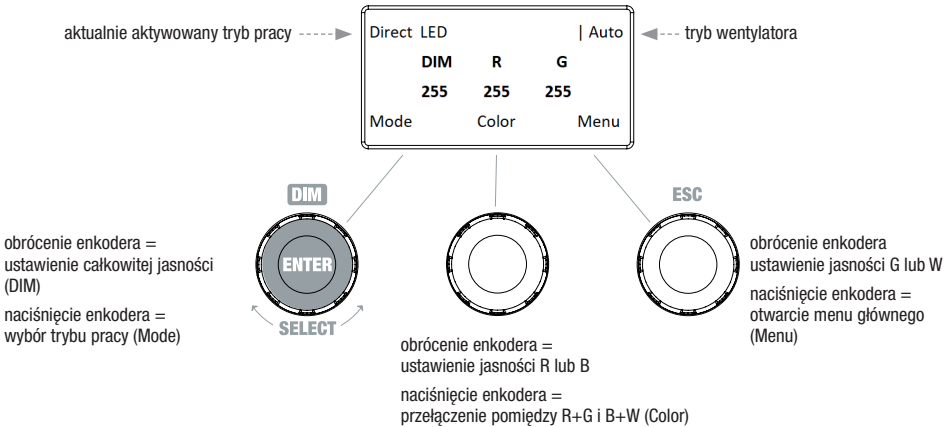 aktualnie aktywowany tryb pracy
Direct LED | Auto
tryb wentylatora
DIM R G
255 255 255
Mode Color Menu
DIM
ESC
ENTER
SELECT
obrócenie enkodera =
ustawienie całkowitej jasności
(DIM)
naciśnięcie enkodera =
wybór trybu pracy (Mode)
obrócenie enkodera =
ustawienie jasności R lub B
naciśnięcie enkodera =
przełączenie pomiędzy R+G i B+W (Color)
obrócenie enkodera
ustawienie jasności G lub W
naciśnięcie enkodera =
otwarcie menu głównego
(Menu)